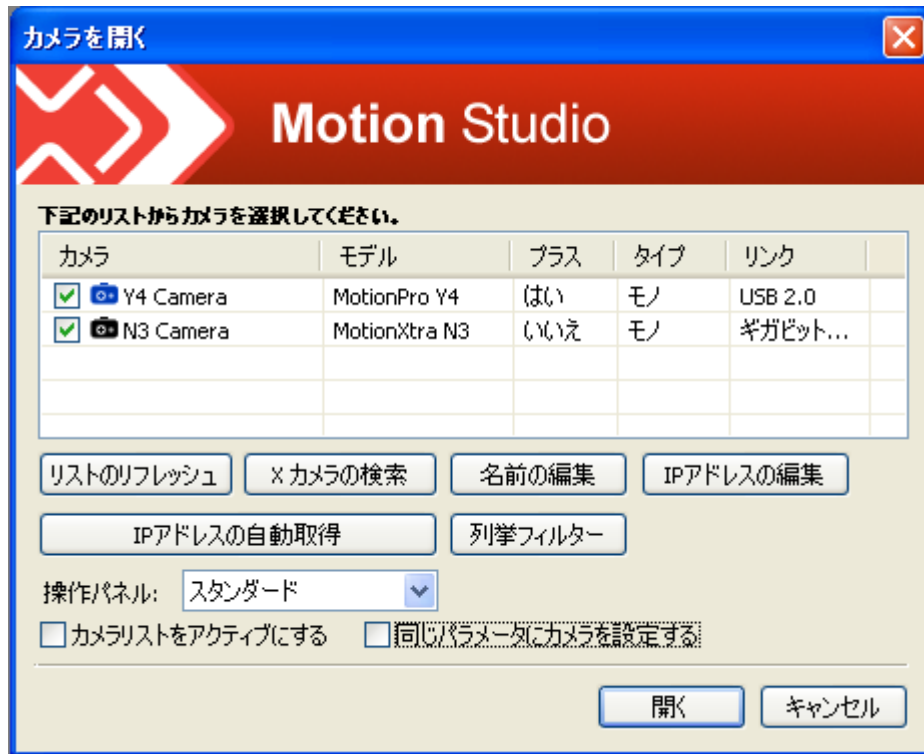 カメラを開く
Motion Studio
下記のリストからカメラを選択してください。
カメラ モデル プラス タイプ リンク
Y4 Camera MotionPro Y4 はい モノ USB 2.0
N3 Camera MotionXtra N3 いいえ モノ ギガビット...
リストのリフレッシュ X カメラの検索 名前の編集 IPアドレスの編集
IPアドレスの自動取得 列挙フィルター
操作パネル: スタンダード
カメラリストをアクティブにする 同じパラメータにカメラを設定する
開く キャンセル